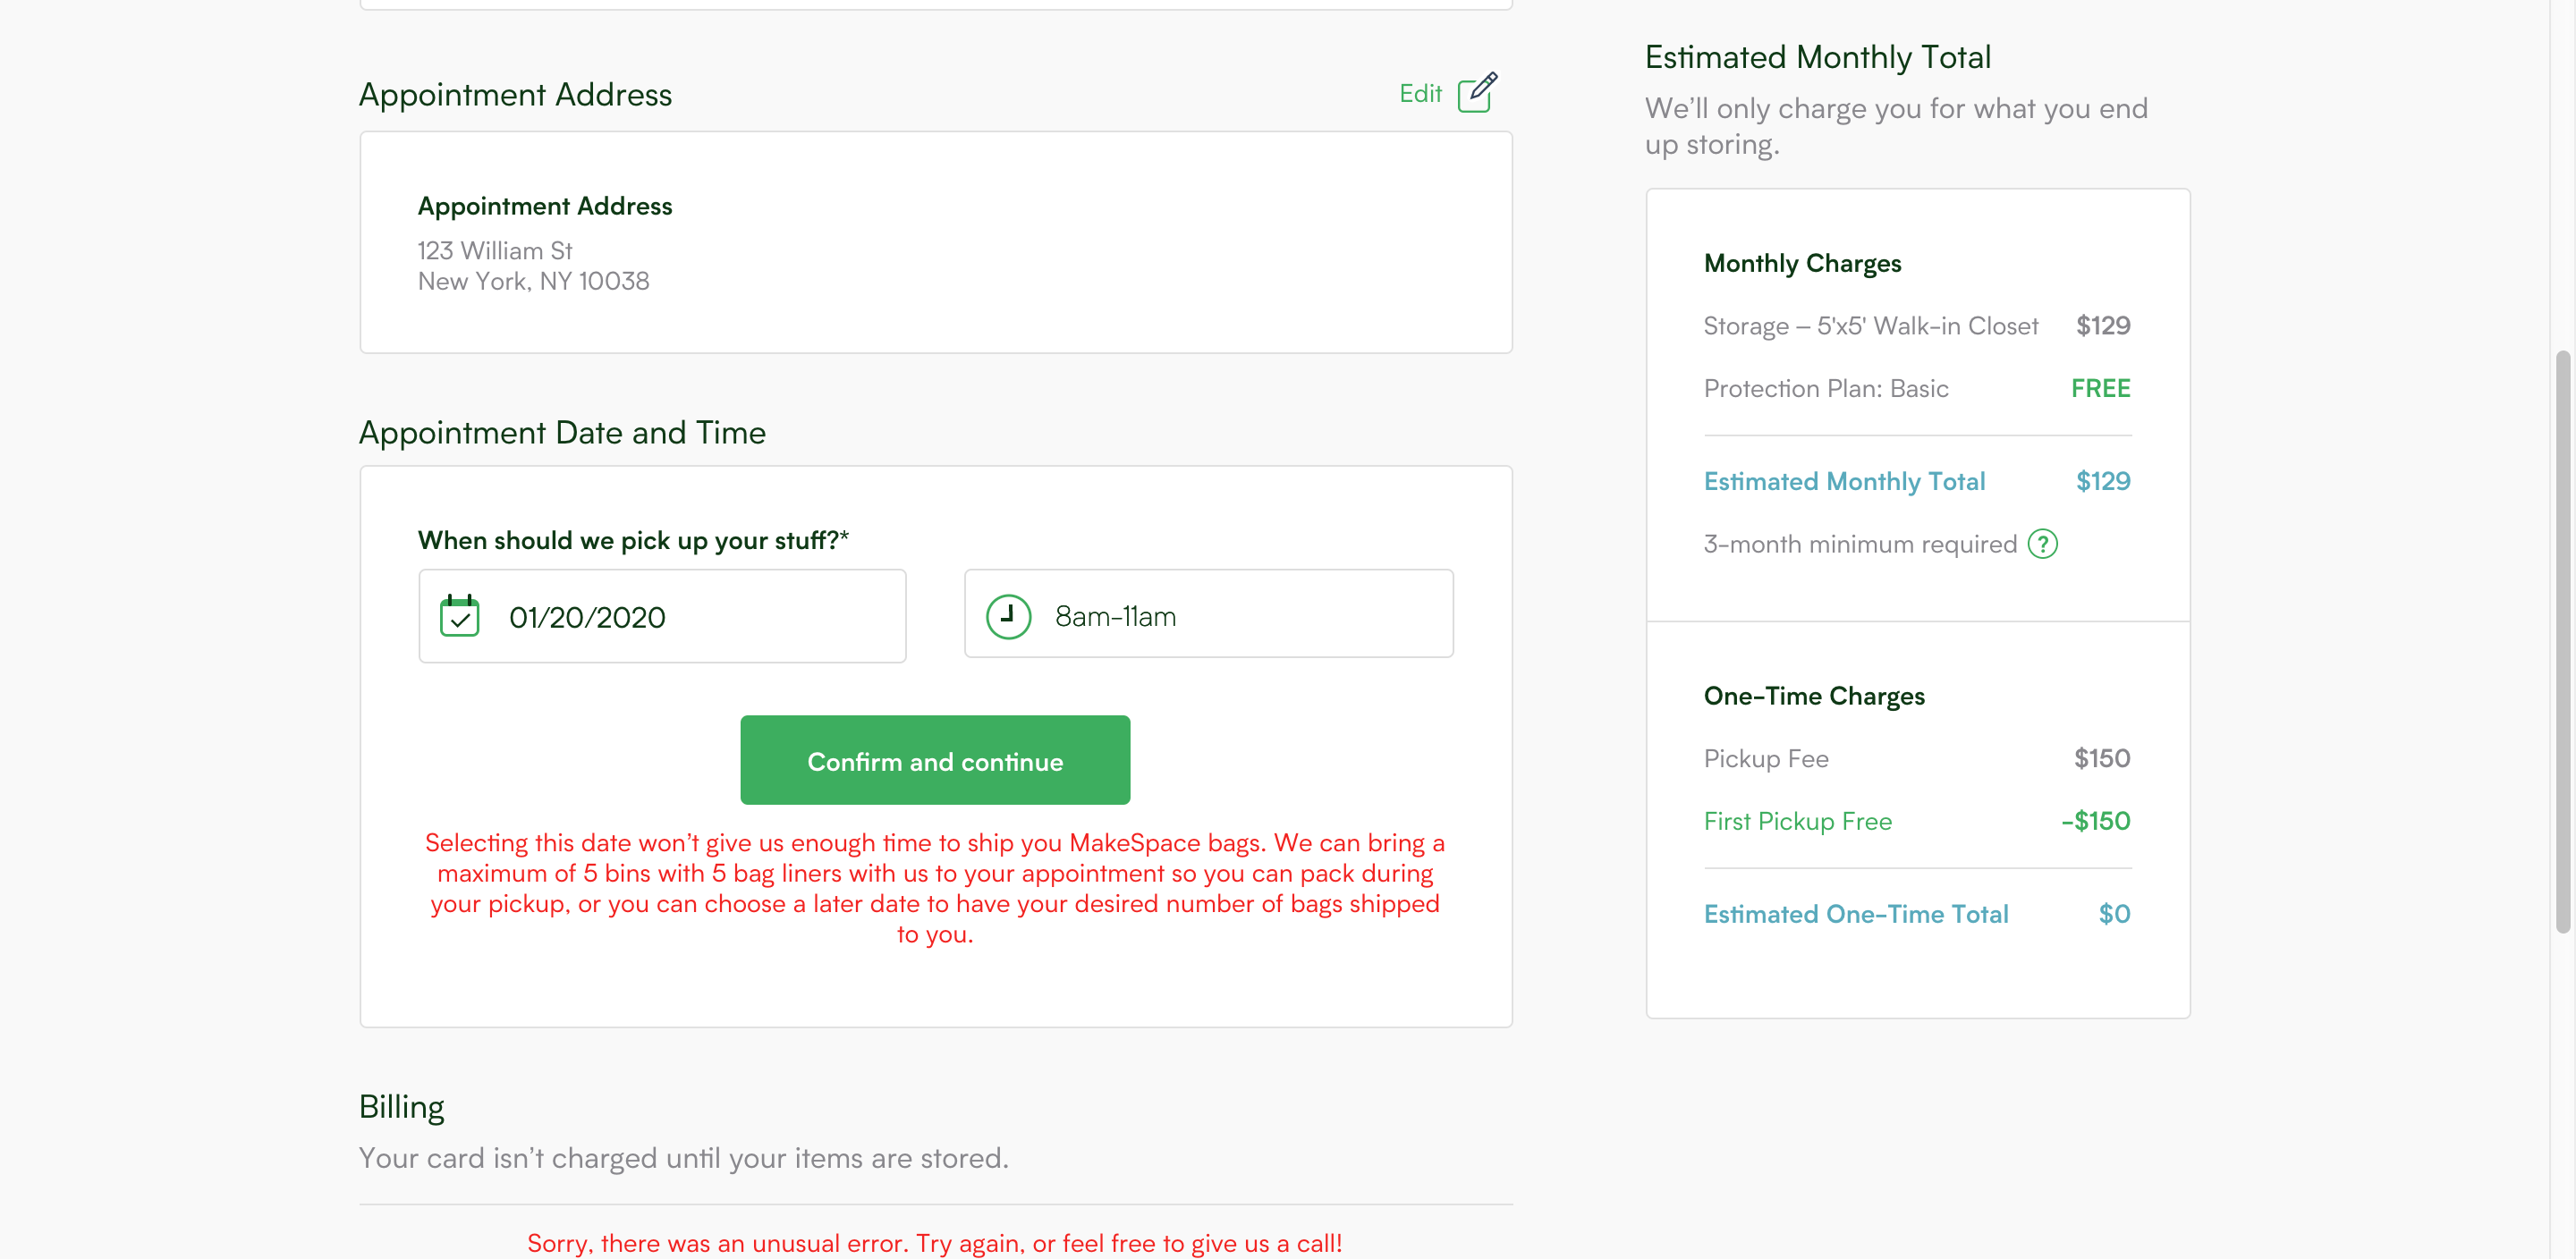 Appointment Address
Edit
Appointment Address
123 William St
New York, NY 10038
Appointment Date and Time
When should we pick up your stuff?*
01/20/2020
8am-11am
Confirm and continue
Selecting this date won’t give us enough time to ship you MakeSpace bags. We can bring a
maximum of 5 bins with 5 bag liners with us to your appointment so you can pack during
your pickup, or you can choose a later date to have your desired number of bags shipped
to you.
Billing
Your card isn’t charged until your items are stored.
Sorry, there was an unusual error. Try again, or feel free to give us a call!
Estimated Monthly Total
We’ll only charge you for what you end
up storing.
Monthly Charges
Storage – 5'x5' Walk-in Closet $129
Protection Plan: Basic FREE
Estimated Monthly Total $129
3-month minimum required ?
One-Time Charges
Pickup Fee $150
First Pickup Free -$150
Estimated One-Time Total $0